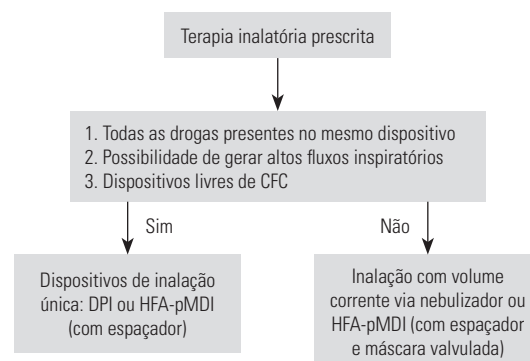 Terapia inalatória prescrita
1. Todas as drogas presentes no mesmo dispositivo
2. Possibilidade de gerar altos fluxos inspiratórios
3. Dispositivos livres de CFC
Sim
Não
Dispositivos de inalação
única: DPI ou HFA-pMDI
(com espaçador)
Inalação com volume
corrente via nebulizador ou
HFA-pMDI (com espaçador
e máscara valvulada)